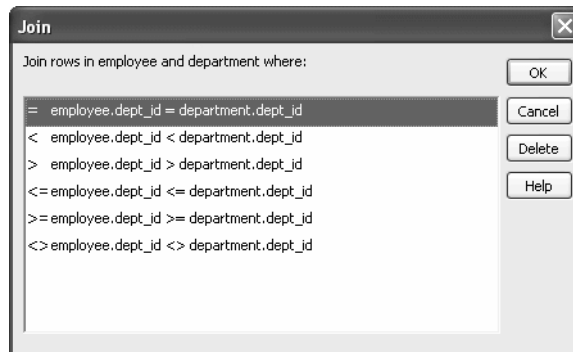 Join
Join rows in employee and department where:
= employee.dept_id = department.dept_id
< employee.dept_id < department.dept_id
> employee.dept_id > department.dept_id
<= employee.dept_id <= department.dept_id
>= employee.dept_id >= department.dept_id
<> employee.dept_id <> department.dept_id
OK
Cancel
Delete
Help